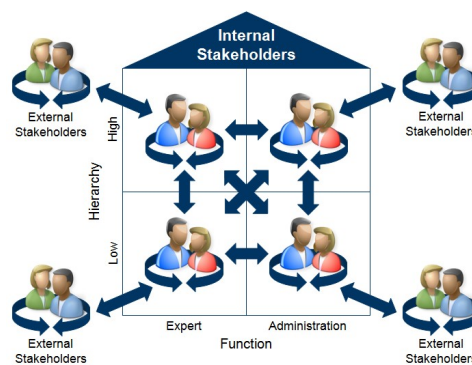 Internal
Stakeholders
External
Stakeholders
External
Stakeholders
High
Hierarchy
Low
External
Stakeholders
External
Stakeholders
Expert
Administration
Function